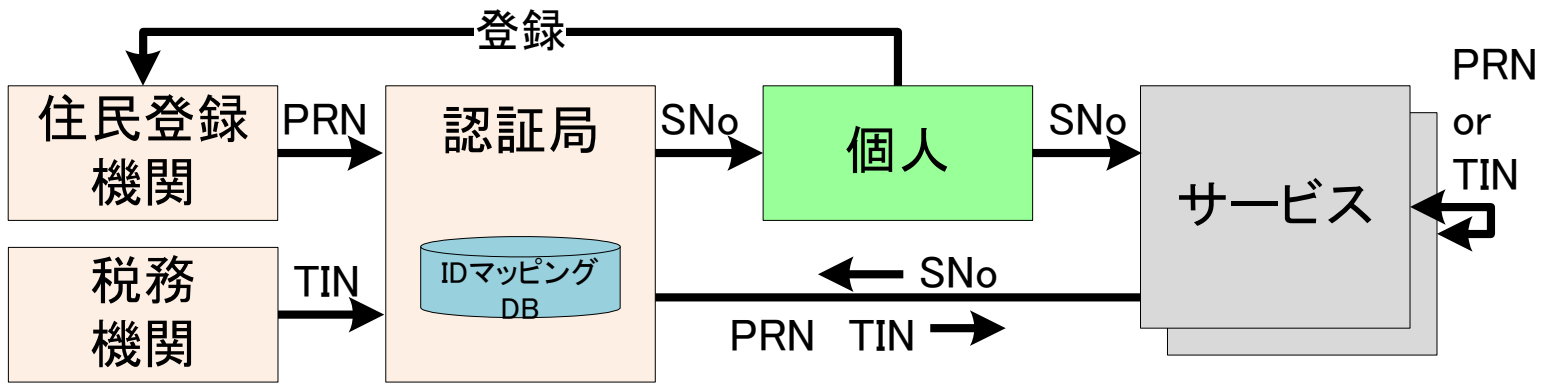 登録
住民登録
機関
PRN
認証局
SNo
個人
SNo
サービス
PRN
or
TIN
税務
機関
TIN
IDマッピング
DB
SNo
PRN TIN